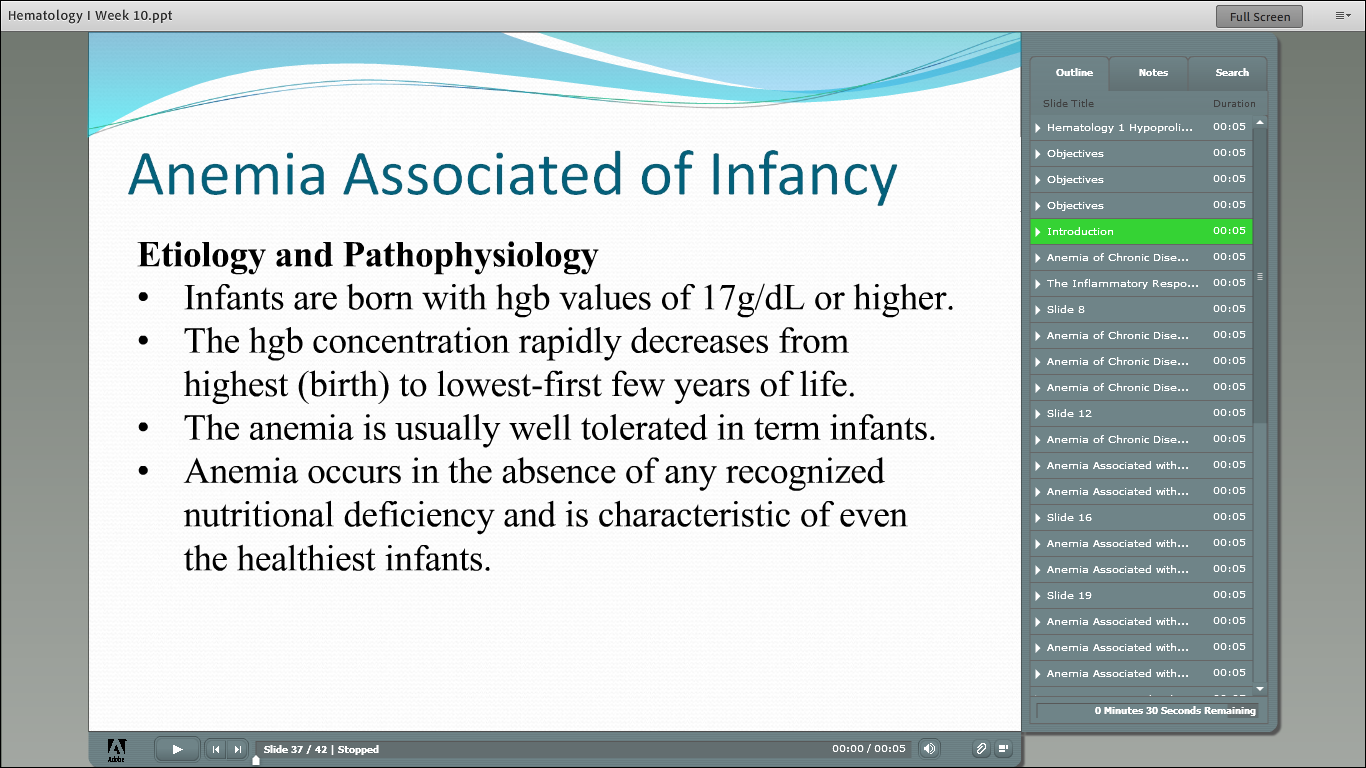 Hematology I Week 10.ppt
Full Screen
Anemia Associated of Infancy
Etiology and Pathophysiology
• Infants are born with hgb values of 17g/dL or higher.
• The hgb concentration rapidly decreases from
highest (birth) to lowest-first few years of life.
• The anemia is usually well tolerated in term infants.
• Anemia occurs in the absence of any recognized
nutritional deficiency and is characteristic of even
the healthiest infants.
Outline Notes Search
Slide Title Duration
Hematology 1 Hypoproli... 00:05
Objectives 00:05
Objectives 00:05
Objectives 00:05
Introduction 00:05
Anemia of Chronic Dise... 00:05
The Inflammatory Respo... 00:05
Slide 8 00:05
Anemia of Chronic Dise... 00:05
Anemia of Chronic Dise... 00:05
Anemia of Chronic Dise... 00:05
Slide 12 00:05
Anemia of Chronic Dise... 00:05
Anemia Associated with... 00:05
Anemia Associated with... 00:05
Slide 16 00:05
Anemia Associated with... 00:05
Anemia Associated with... 00:05
Slide 19 00:05
Anemia Associated with... 00:05
Anemia Associated with... 00:05
Anemia Associated with... 00:05
0 Minutes 30 Seconds Remaining
Adobe
Slide 37 / 42 | Stopped 00:00 / 00:05